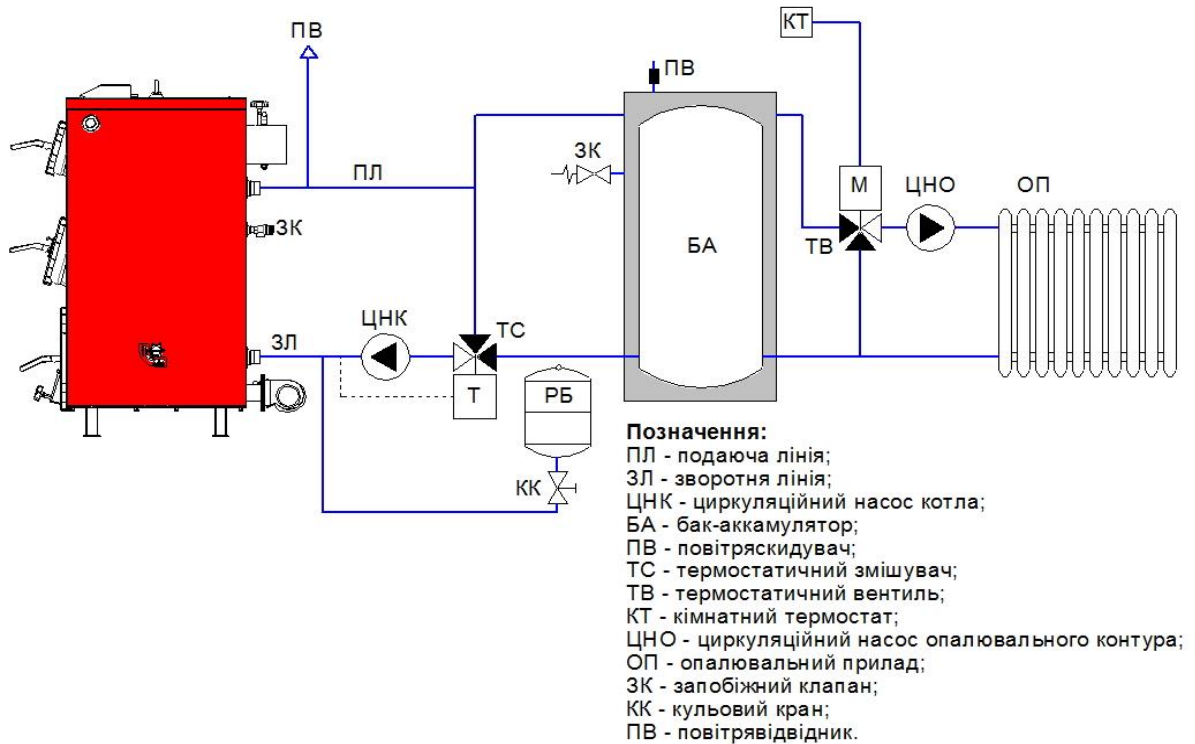 КТ
ПВ
ПВ
ЗК
ПЛ
М
ЦНО
ОП
ЗК
БА
ТВ
ЦНК
ТС
ЗЛ
Т
РБ
КК
Позначення:
ПЛ - подаюча лінія;
ЗЛ - зворотня лінія;
ЦНК - циркуляційний насос котла;
БА - бак-аккамулятор;
ПВ - повітряскидувач;
ТС - термостатичний змішувач;
ТВ - термостатичний вентиль;
КТ - кімнатний термостат;
ЦНО - циркуляційний насос опалювального контура;
ОП - опалювальний прилад;
ЗК - запобіжний клапан;
КК - кульовий кран;
ПВ - повітрявідвідник.